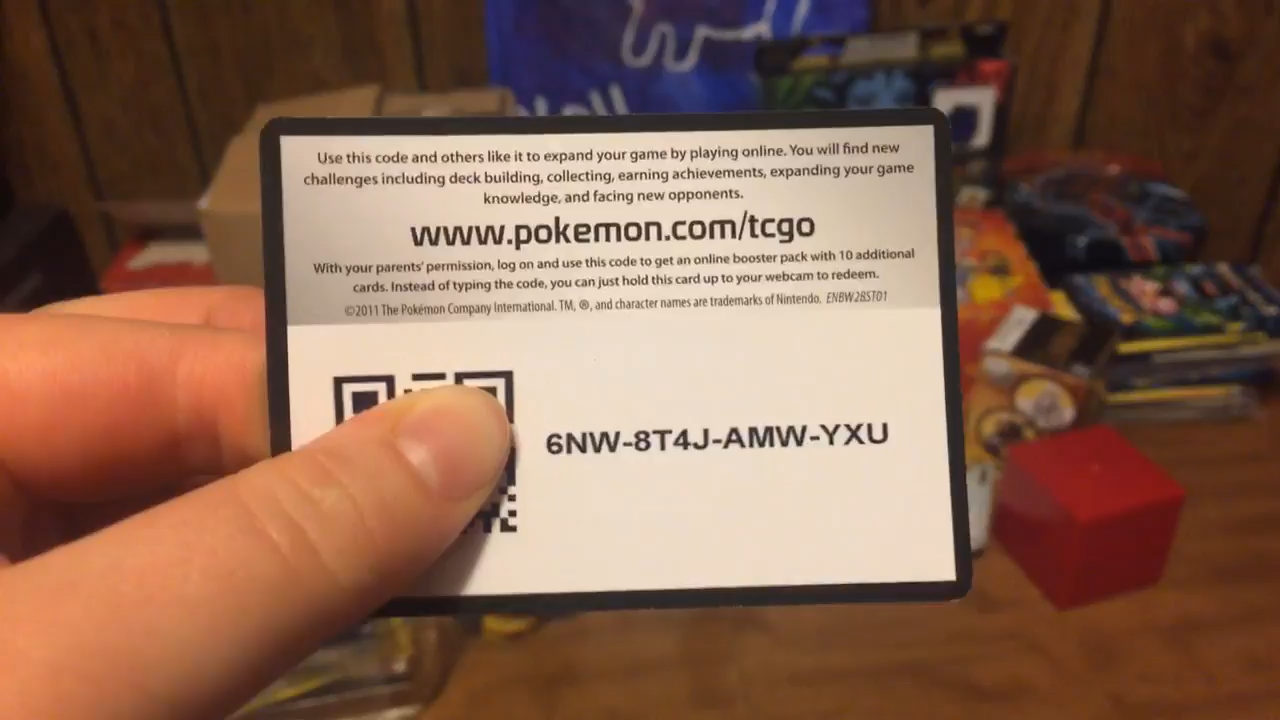 Use this code and others like it to expand your game by playing online. You will find new
challenges including deck building, collecting, earning achievements, expanding your game
knowledge, and facing new opponents.
www.pokemon.com/tcgo
With your parents' permission, log on and use this code to get an online booster pack with 10 additional
cards. Instead of typing the code, you can just hold this card up to your webcam to redeem.
©2011 The Pokémon Company International. TM, ®, and character names are trademarks of Nintendo. ENBW2BST01
6NW-8T4J-AMW-YXU